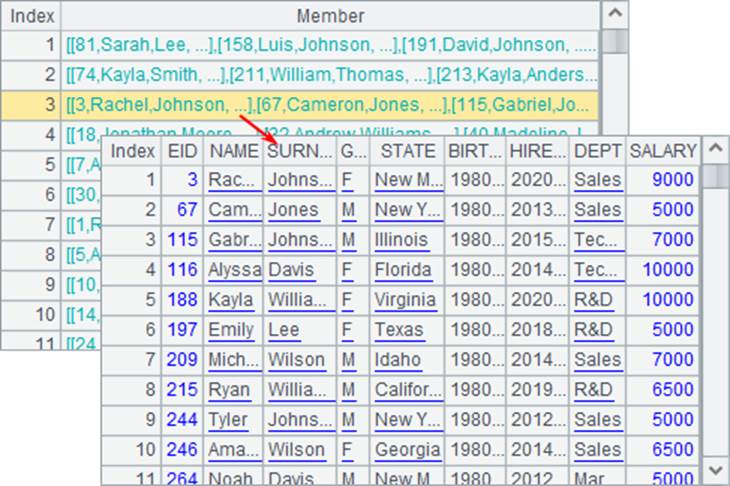 Index Member
1 [[81,Sarah,Lee, ...],[158,Luis,Johnson, ...],[191,David,Johnson, .....
2 [[74,Kayla,Smith, ...],[211,William,Thomas, ...],[213,Kayla,Anders...
3 [[3,Rachel,Johnson, ...],[67,Cameron,Jones, ...],[115,Gabriel,Jo...
4 [[18,Jonathan,Moore, ...],[32,Andrew,Williams, ...],[40,Madeline,J
5 [[7,A
6 [[30,
7 [[1,R
8 [[5,A
9 [[10,
10 [[14,
11 [[24
Index EID NAME SURN... G... STATE BIRT... HIRE... DEPT SALARY
1 3 Rac... Johns... F New M... 1980... 2020... Sales 9000
2 67 Cam... Jones M New Y... 1980... 2013... Sales 5000
3 115 Gabr... Johns... M Illinois 1980... 2015... Tec... 7000
4 116 Alyssa Davis F Florida 1980... 2014... Tec... 10000
5 188 Kayla Willia... F Virginia 1980... 2020... R&D 10000
6 197 Emily Lee F Texas 1980... 2018... R&D 5000
7 209 Mich... Wilson M Idaho 1980... 2014... Sales 7000
8 215 Ryan Willia... M Califor... 1980... 2019... R&D 6500
9 244 Tyler Johns... M New Y... 1980... 2012... Sales 5000
10 246 Ama... Wilson F Georgia 1980... 2014... Sales 6500
11 264 Noah Davis M New M 1980 2012 Mar 5000